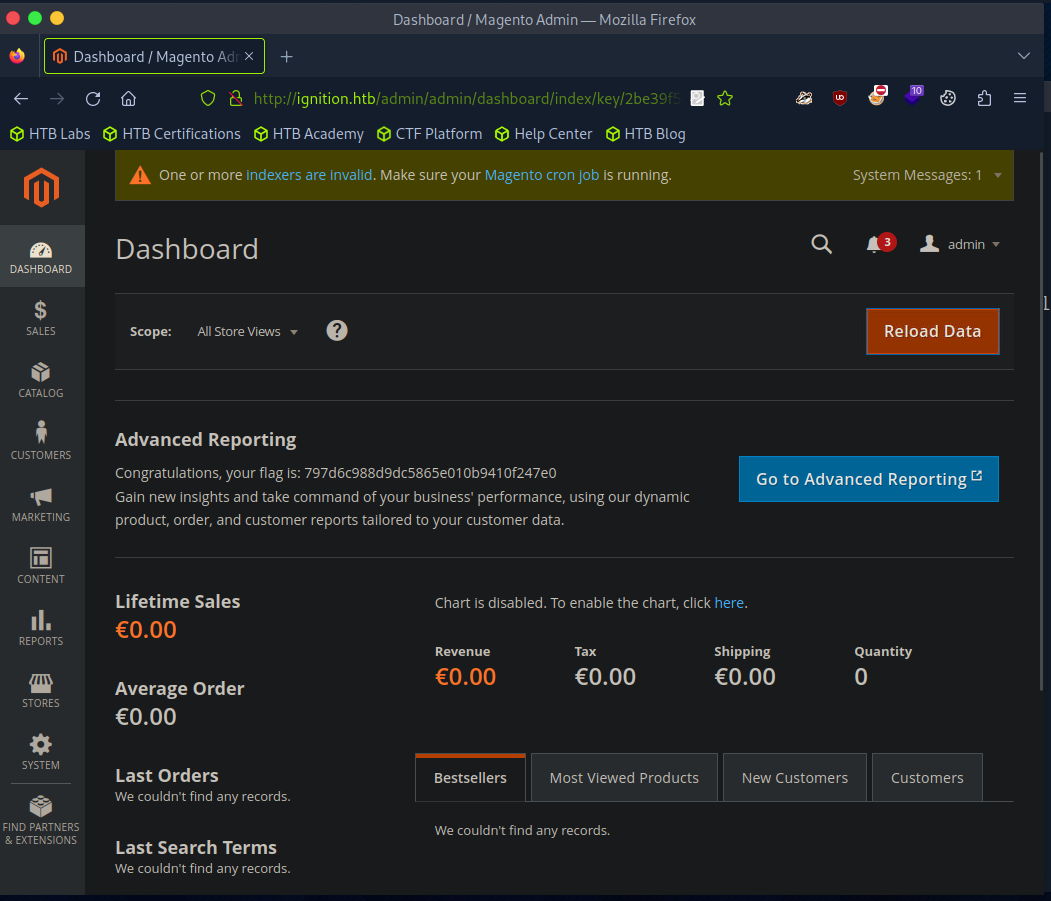 Dashboard / Magento Admin — Mozilla Firefox
Dashboard / Magento Adm
http://ignition.htb/admin/admin/dashboard/index/key/2be39f5
10
HTB Labs HTB Certifications HTB Academy CTF Platform Help Center HTB Blog
One or more indexers are invalid. Make sure your Magento cron job is running.
System Messages: 1
DASHBOARD
SALES
CATALOG
CUSTOMERS
MARKETING
CONTENT
REPORTS
STORES
SYSTEM
FIND PARTNERS
& EXTENSIONS
Dashboard
3
admin
Scope: All Store Views ?
Reload Data
Advanced Reporting
Congratulations, your flag is: 797d6c988d9dc5865e010b9410f247e0
Gain new insights and take command of your business' performance, using our dynamic
product, order, and customer reports tailored to your customer data.
Go to Advanced Reporting
Lifetime Sales
€0.00
Average Order
€0.00
Last Orders
We couldn't find any records.
Last Search Terms
We couldn't find any records.
Chart is disabled. To enable the chart, click here.
Revenue Tax Shipping Quantity
€0.00 €0.00 €0.00 0
Bestsellers Most Viewed Products New Customers Customers
We couldn't find any records.